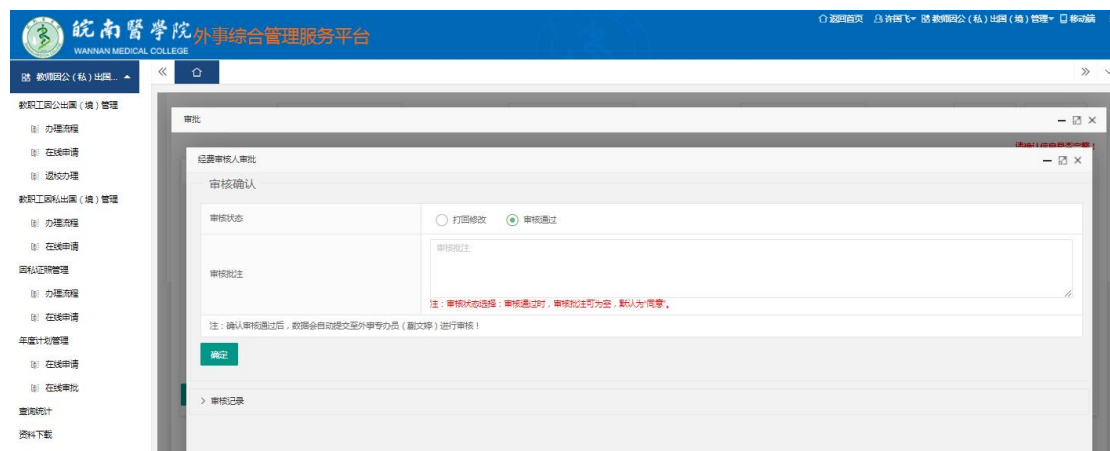 皖南醫學院 外事综合管理服务平台
WANNAN MEDICAL COLLEGE
返回首页 许国飞 教师因公（私）出国（境）管理 移动端
教师因公（私）出国...
教职工因公出国（境）管理
办理流程
在线申请
返校办理
教职工因私出国（境）管理
办理流程
在线申请
因私证照管理
办理流程
在线申请
年度计划管理
在线申请
在线审批
查询统计
资料下载
审批
经费审核人审批
审核确认
审核状态
打回修改 审核通过
审核批注
审核批注
注：审核状态选择：审核通过时，审核批注可为空，默认为“同意”。
注：确认审核通过后，数据会自动提交至外事专办员（文婷）进行审核！
确定
审核记录